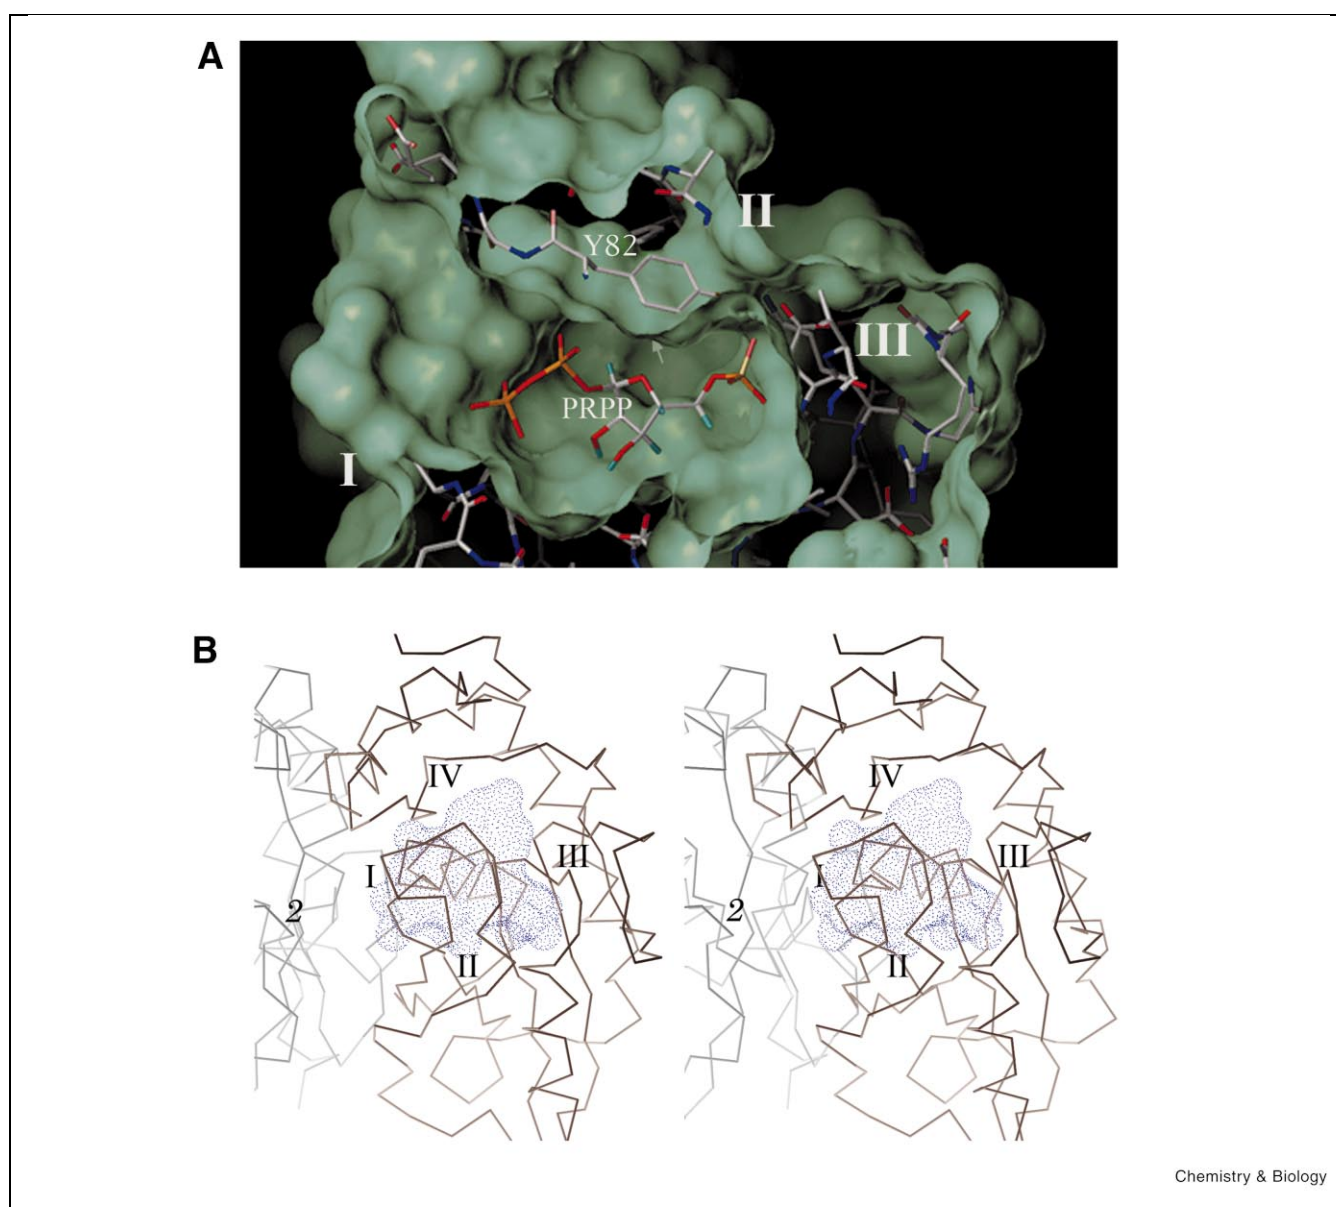 A
II
Y82
III
PRPP
I
B
IV IV
III III
I I
2 2
II II
Chemistry & Biology